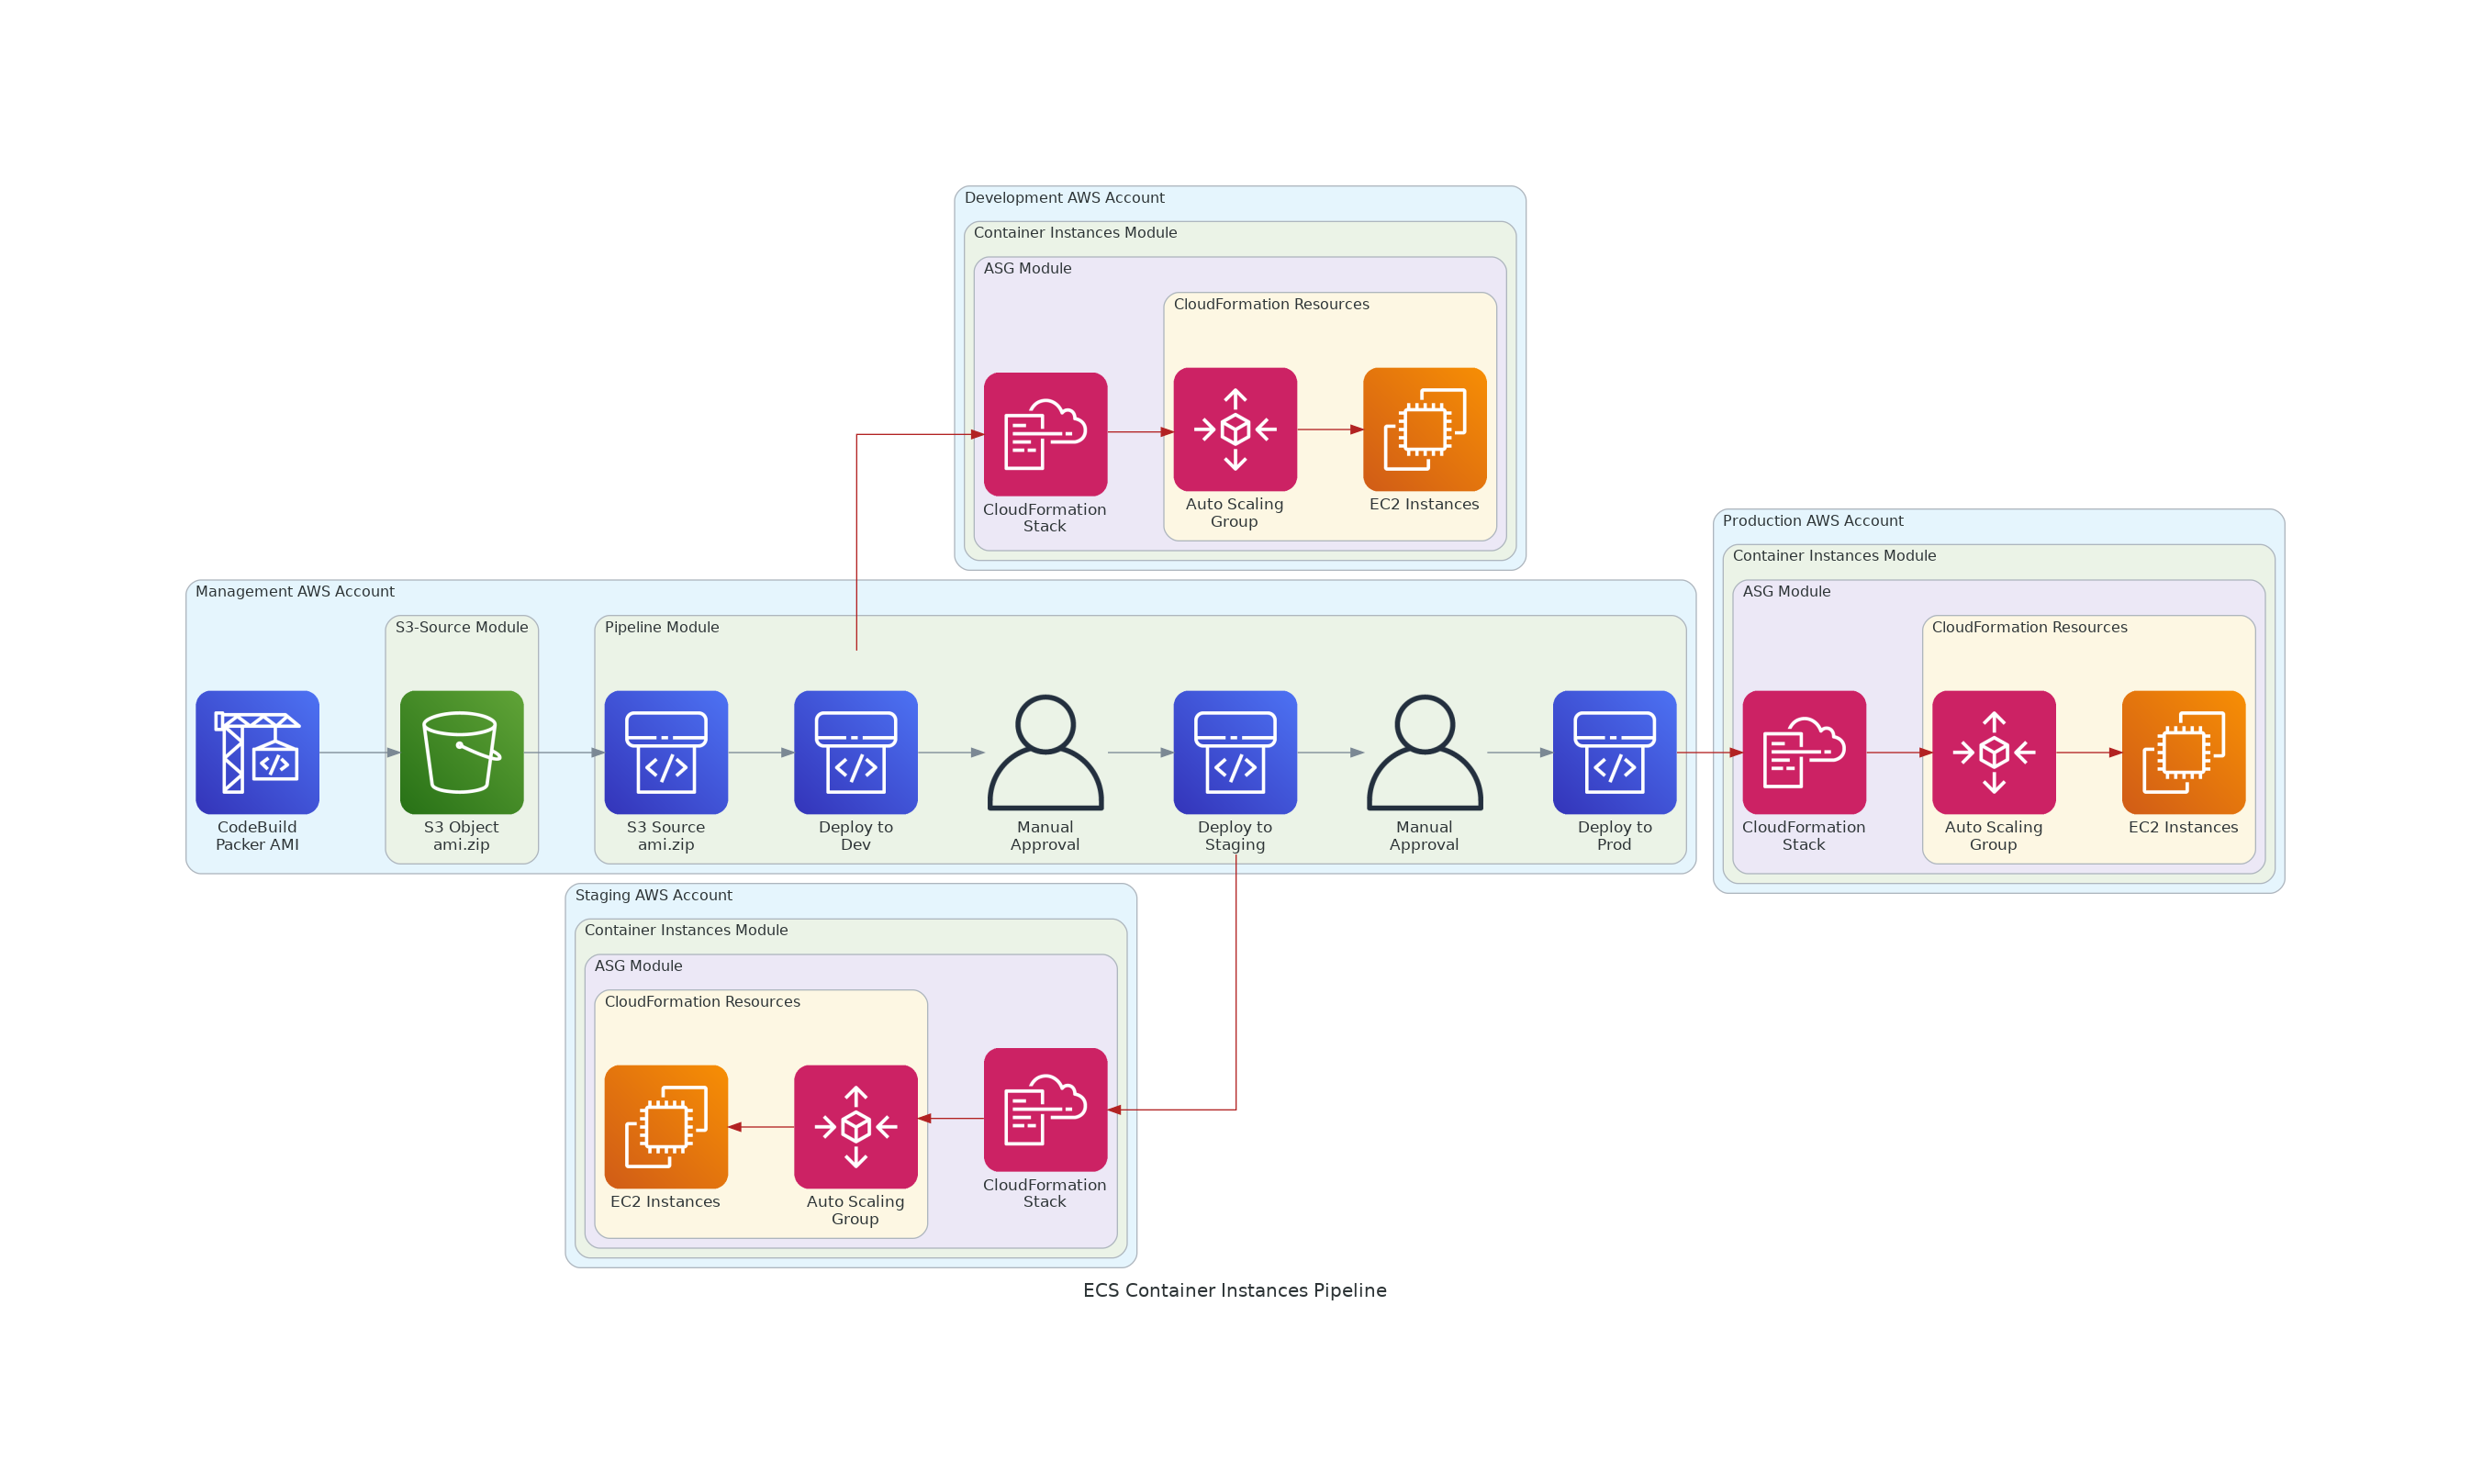 Development AWS Account
Container Instances Module
ASG Module
CloudFormation Resources
CloudFormation
Stack
Auto Scaling
Group
EC2 Instances
Production AWS Account
Container Instances Module
ASG Module
CloudFormation Resources
CloudFormation
Stack
Auto Scaling
Group
EC2 Instances
Management AWS Account
S3-Source Module
Pipeline Module
CodeBuild
Packer AMI
S3 Object
ami.zip
S3 Source
ami.zip
Deploy to
Dev
Manual
Approval
Deploy to
Staging
Manual
Approval
Deploy to
Prod
Staging AWS Account
Container Instances Module
ASG Module
CloudFormation Resources
EC2 Instances
Auto Scaling
Group
CloudFormation
Stack
ECS Container Instances Pipeline